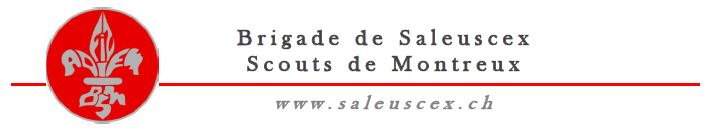 Brigade de Saleuscex
Scouts de Montreux
www.saleuscex.ch